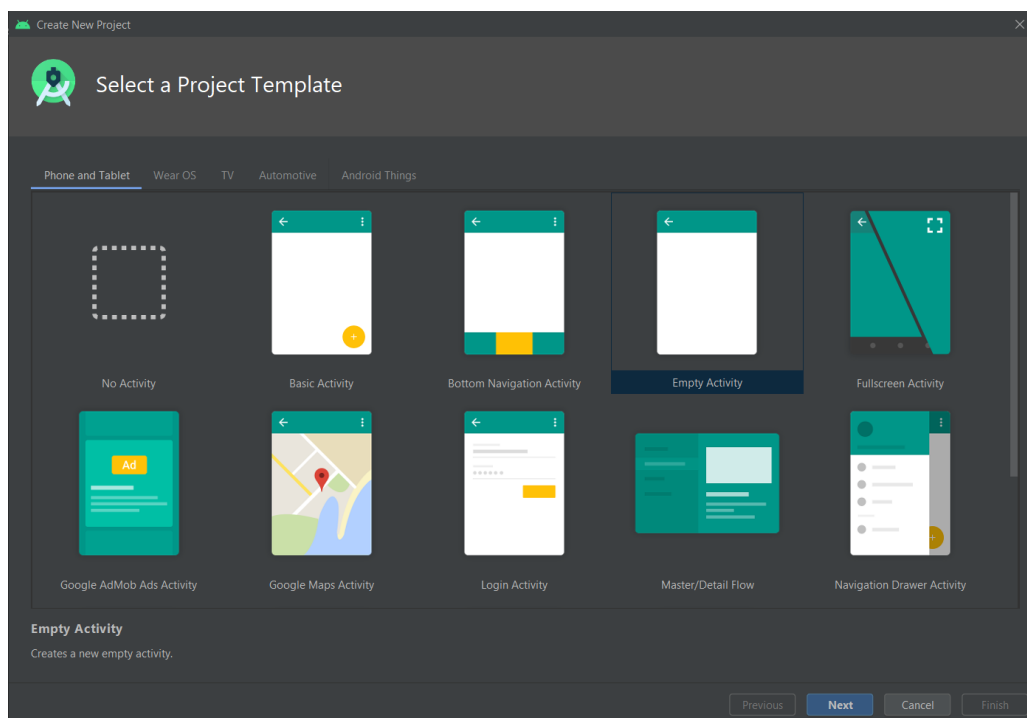 Create New Project
Select a Project Template
Phone and Tablet Wear OS TV Automotive Android Things
No Activity Basic Activity Bottom Navigation Activity Empty Activity Fullscreen Activity
Ad
Google AdMob Ads Activity Google Maps Activity Login Activity Master/Detail Flow Navigation Drawer Activity
Empty Activity
Creates a new empty activity.
Previous Next Cancel Finish